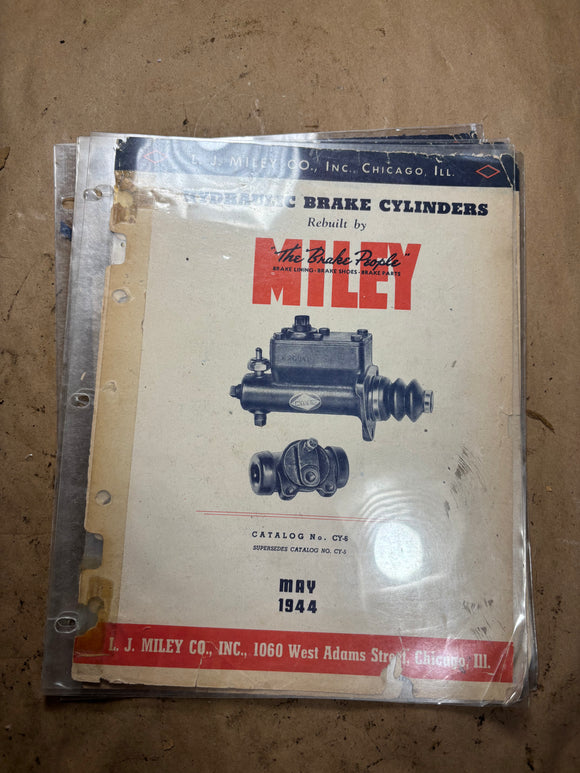 L. J. MILEY CO., INC., CHICAGO, ILL.
HYDRAULIC BRAKE CYLINDERS
Rebuilt by
"The Brake People"
BRAKE LINING - BRAKE SHOES - BRAKE PARTS
MILEY
CATALOG No. CY-6
SUPERSEDES CATALOG NO. CY-5
MAY
1944
L. J. MILEY CO., INC., 1060 West Adams Street, Chicago, Ill.